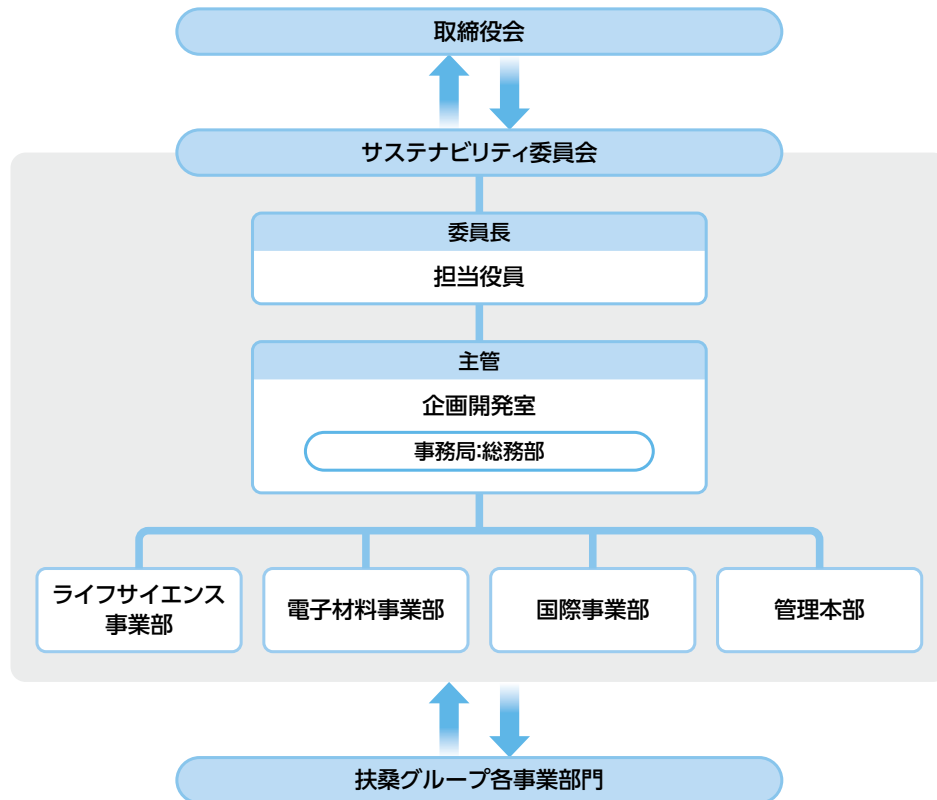 取締役会
サステナビリティ委員会
委員長
担当役員
主管
企画開発室
事務局:総務部
ライフサイエンス
事業部
電子材料事業部
国際事業部
管理本部
扶桑グループ各事業部門